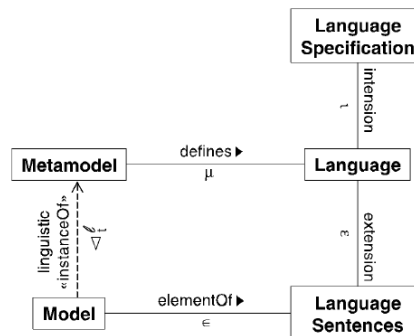 Language
Specification
intension
ι
Metamodel
defines ▶
μ
Language
linguistic
«instanceOf»
extension
ε
Model
elementOf ▶
∈
Language
Sentences